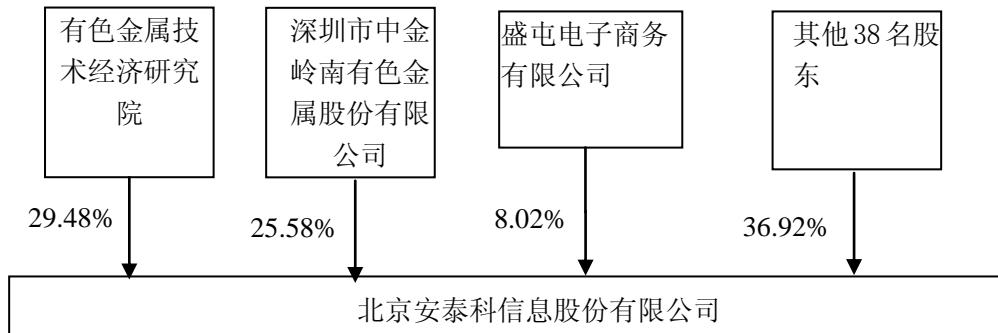 有色金属技
术经济研究
院
深圳市中金
岭南有色金
属股份有限
公司
盛屯电子商务
有限公司
其他 38 名股
东
29.48%
25.58%
8.02%
36.92%
北京安泰科信息股份有限公司